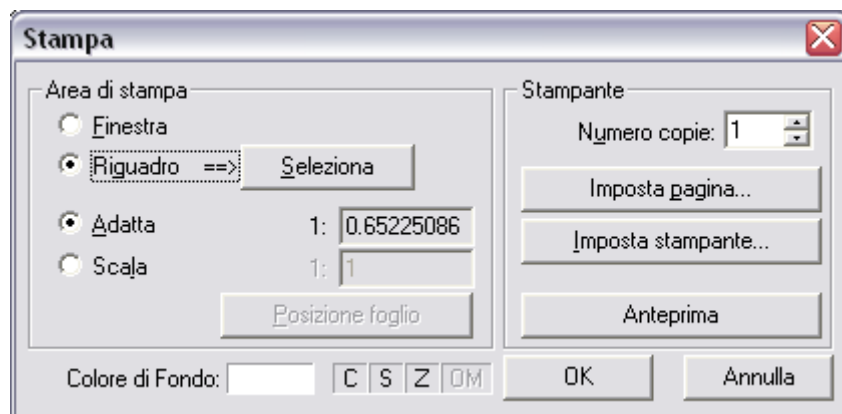 Stampa
Area di stampa
Finestra
Riquadro ==> Seleziona
Adatta 1: 0.65225086
Scala 1: 1
Posizione foglio
Stampante
Numero copie: 1
Imposta pagina...
Imposta stampante...
Anteprima
Colore di Fondo: C S Z OM
OK
Annulla